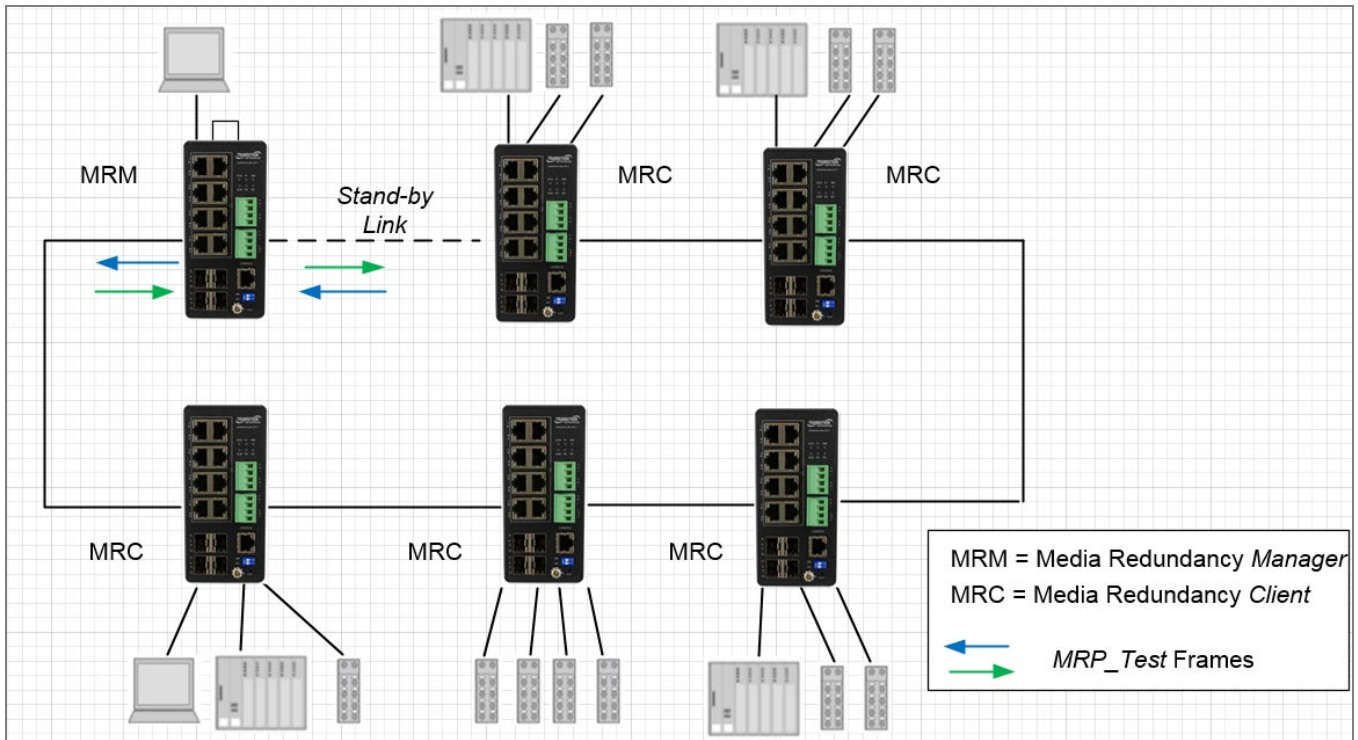 MRM
Stand-by
Link
MRC
MRC
MRC
MRC
MRC
MRM = Media Redundancy Manager
MRC = Media Redundancy Client
MRP_Test Frames